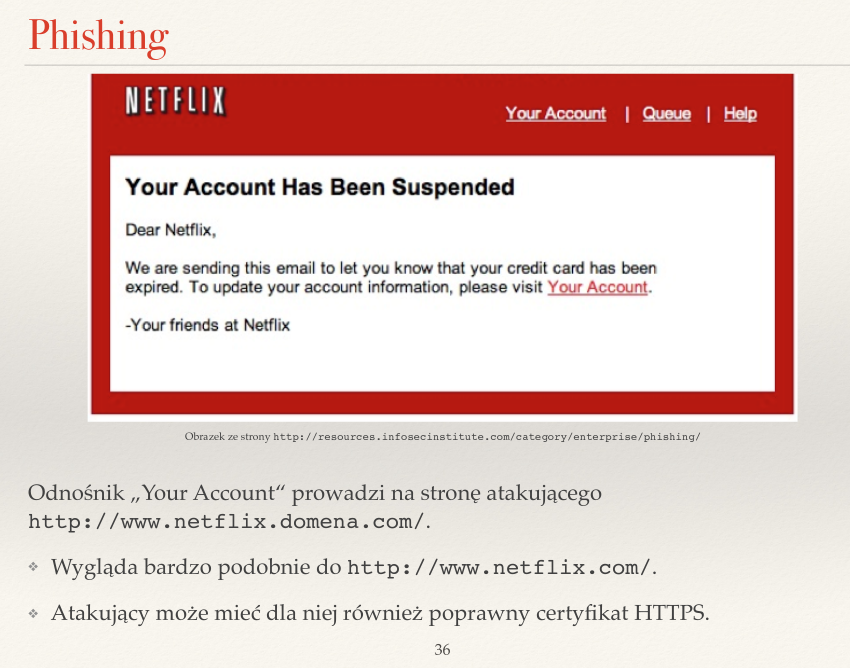 Phishing
NETFLIX
Your Account | Queue | Help
Your Account Has Been Suspended
Dear Netflix,
We are sending this email to let you know that your credit card has been
expired. To update your account information, please visit Your Account.
-Your friends at Netflix
Obrazek ze strony http://resources.infosecinstitute.com/category/enterprise/phishing/
Odnośnik „Your Account“ prowadzi na stronę atakującego
http://www.netflix.domena.com/.
❖ Wygląda bardzo podobnie do http://www.netflix.com/.
❖ Atakujący może mieć dla niej również poprawny certyfikat HTTPS.
36